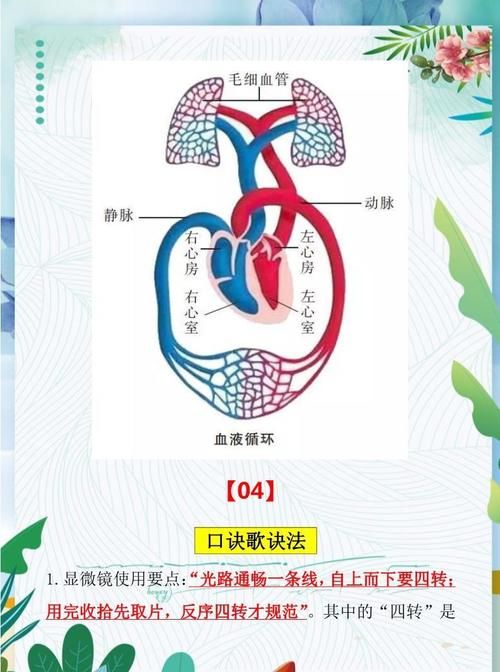 毛细血管
静脉
动脉
右心房
左心房
右心室
左心室
血液循环
【04】
口诀歌诀法
1. 显微镜使用要点：“光路通畅一条线，自上而下要四转；
honey
用完收拾先取片，反序四转才规范”。其中的“四转”是